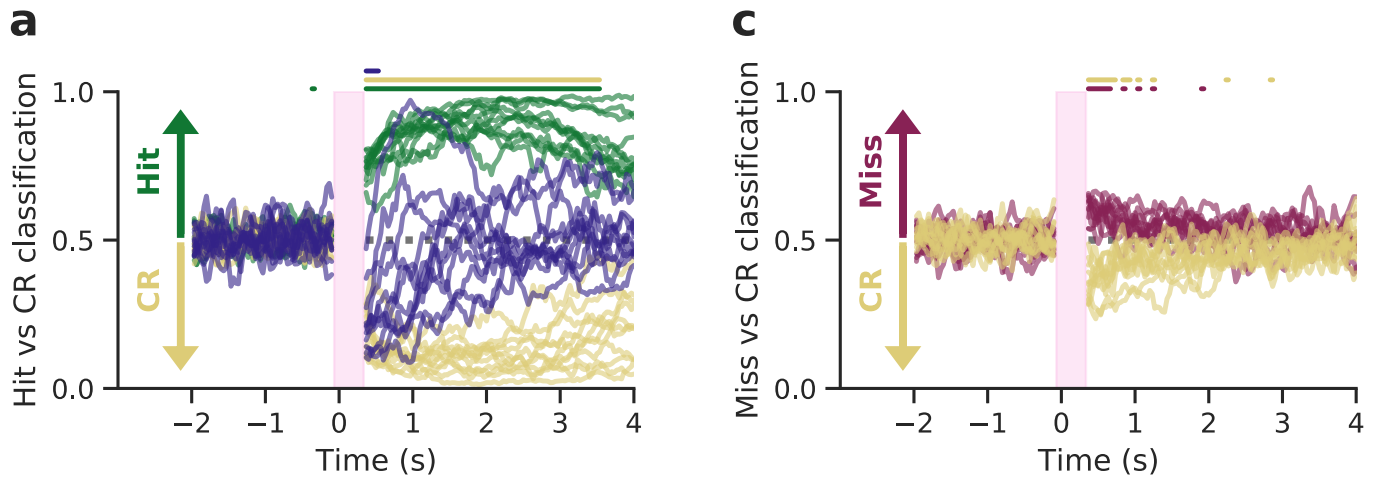 a
Hit vs CR classification
1.0
0.5
0.0
Hit
CR
−2
−1
0
1
2
3
4
Time (s)
c
Miss vs CR classification
1.0
0.5
0.0
Miss
CR
−2
−1
0
1
2
3
4
Time (s)